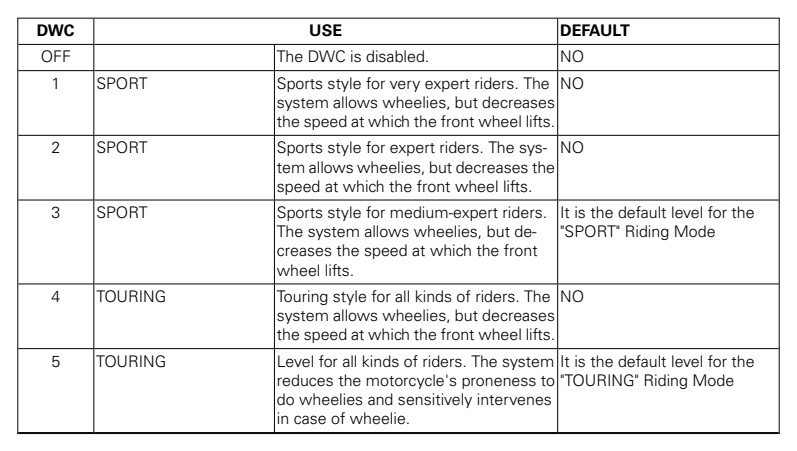 DWC USE DEFAULT
OFF The DWC is disabled. NO
1 SPORT Sports style for very expert riders. The NO
system allows wheelies, but decreases
the speed at which the front wheel lifts.
2 SPORT Sports style for expert riders. The sys- NO
tem allows wheelies, but decreases the
speed at which the front wheel lifts.
3 SPORT Sports style for medium-expert riders. It is the default level for the
The system allows wheelies, but de- "SPORT" Riding Mode
creases the speed at which the front
wheel lifts.
4 TOURING Touring style for all kinds of riders. The NO
system allows wheelies, but decreases
the speed at which the front wheel lifts.
5 TOURING Level for all kinds of riders. The system It is the default level for the
reduces the motorcycle's proneness to "TOURING" Riding Mode
do wheelies and sensitively intervenes
in case of wheelie.